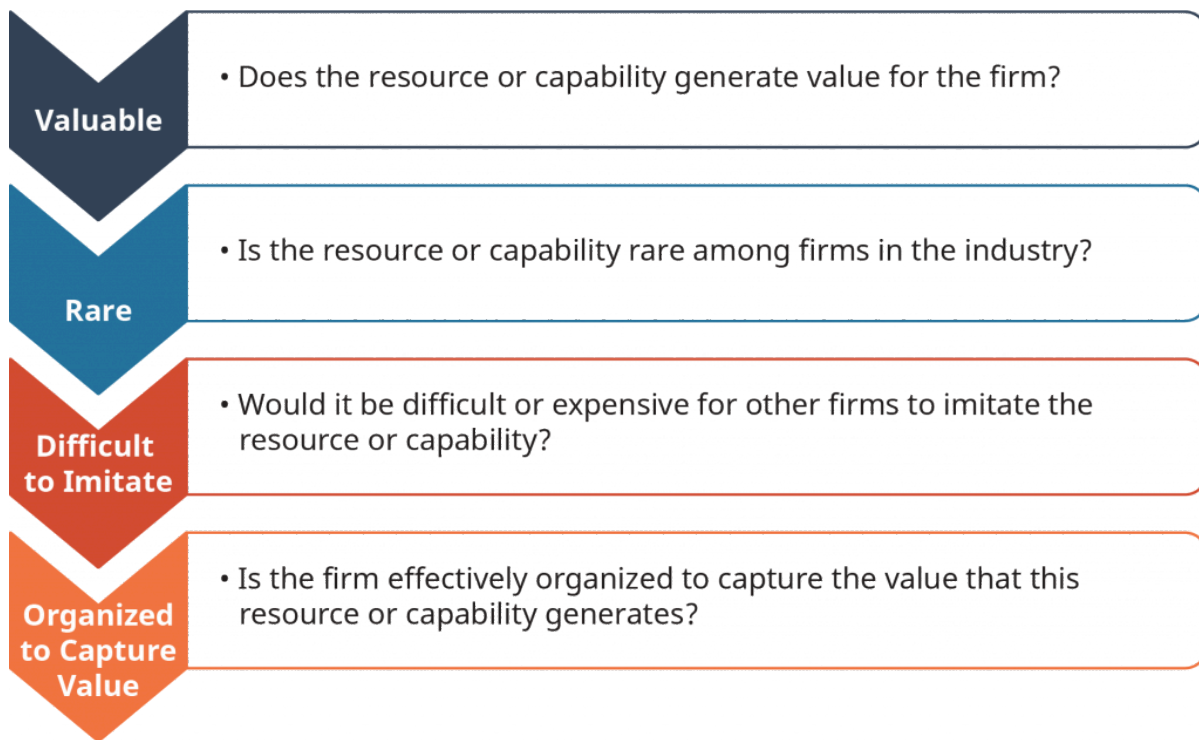 Valuable
• Does the resource or capability generate value for the firm?
Rare
• Is the resource or capability rare among firms in the industry?
Difficult
to Imitate
• Would it be difficult or expensive for other firms to imitate the
resource or capability?
Organized
to Capture
Value
• Is the firm effectively organized to capture the value that this
resource or capability generates?